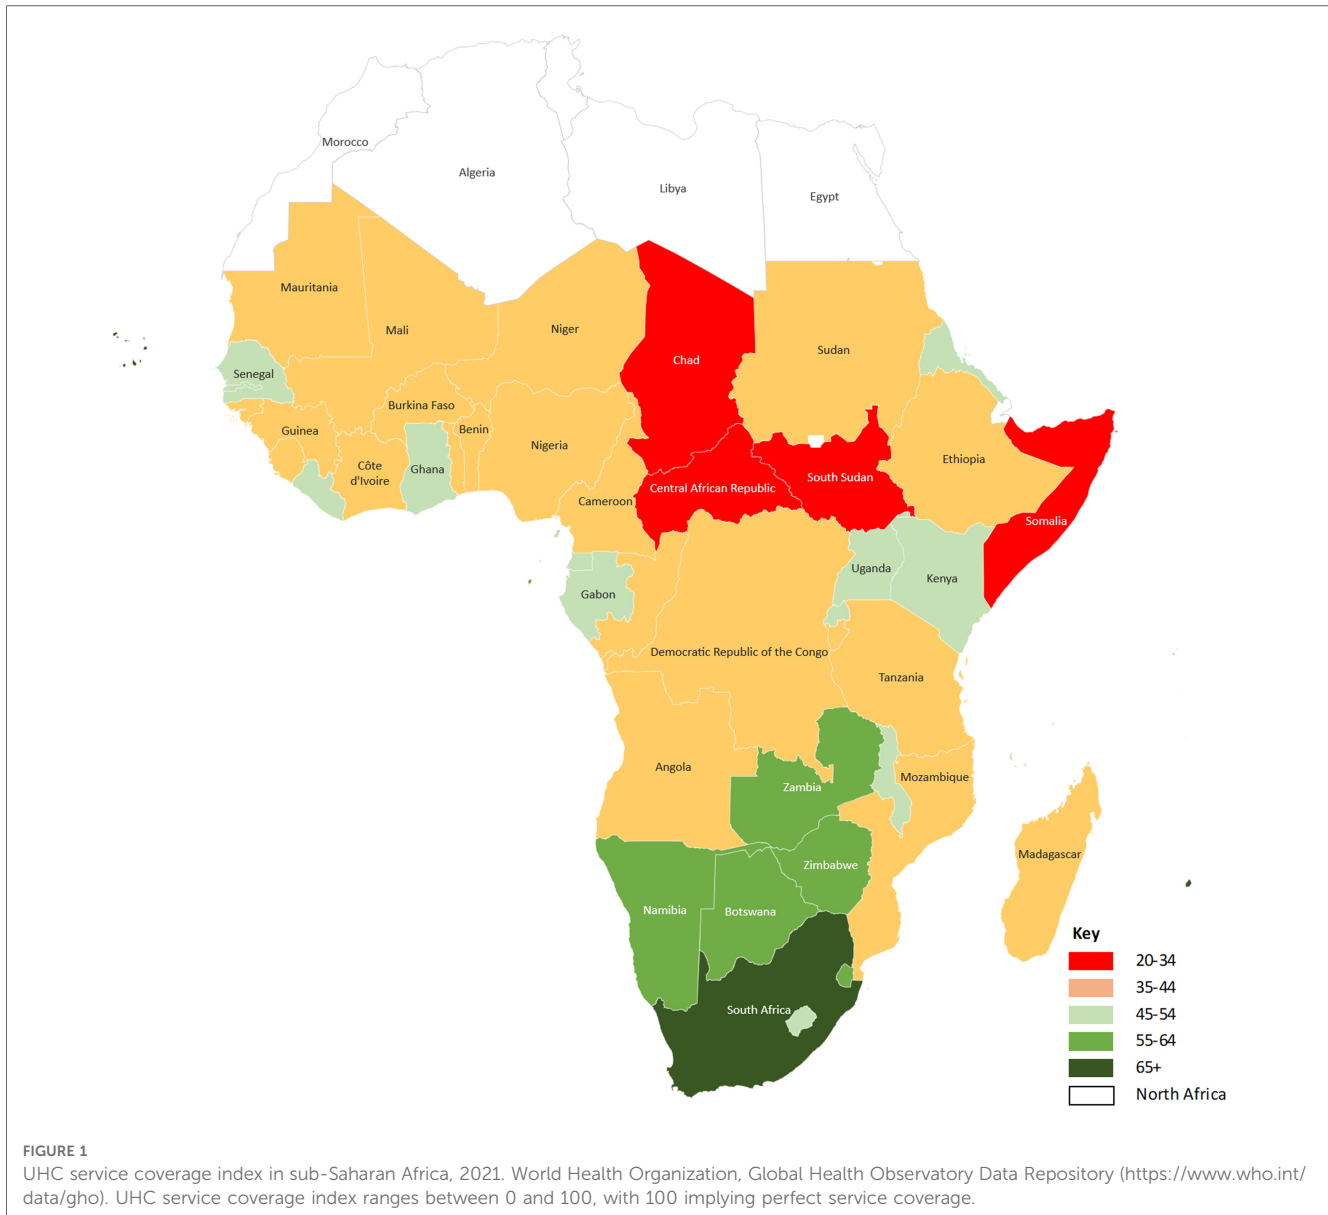 Morocco
Algeria
Libya
Egypt
Mauritania
Mali
Niger
Chad
Sudan
Senegal
Burkina Faso
Guinea
Benin
Nigeria
Ghana
Côte
d'Ivoire
Ethiopia
South Sudan
Central African Republic
Cameroon
Somalia
Uganda
Kenya
Gabon
Democratic Republic of the Congo
Tanzania
Angola
Mozambique
Zambia
Madagascar
Zimbabwe
Namibia
Botswana
South Africa
Key
20-34
35-44
45-54
55-64
65+
North Africa
FIGURE 1
UHC service coverage index in sub-Saharan Africa, 2021. World Health Organization, Global Health Observatory Data Repository (https://www.who.int/
data/gho). UHC service coverage index ranges between 0 and 100, with 100 implying perfect service coverage.